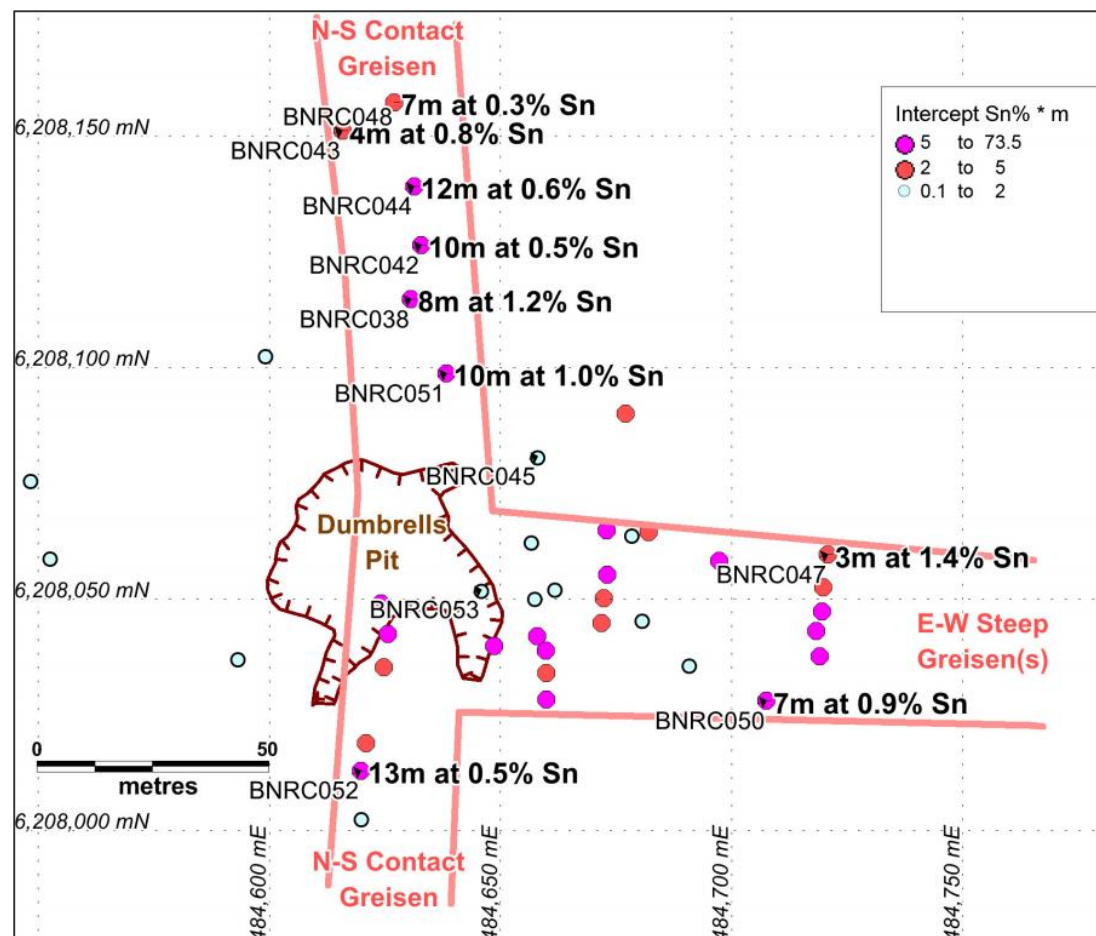 N-S Contact
Greisen
7m at 0.3% Sn
BNRC048
6,208,150 mN
4m at 0.8% Sn
BNRC043
Intercept Sn% * m
5 to 73.5
2 to 5
0.1 to 2
12m at 0.6% Sn
BNRC044
10m at 0.5% Sn
BNRC042
8m at 1.2% Sn
BNRC038
6,208,100 mN
10m at 1.0% Sn
BNRC051
BNRC045
Dumbrells
Pit
3m at 1.4% Sn
BNRC047
6,208,050 mN
BNRC053
E-W Steep
Greisen(s)
7m at 0.9% Sn
BNRC050
0 50
metres
13m at 0.5% Sn
BNRC052
6,208,000 mN
N-S Contact
Greisen
484,600 mE
484,650 mE
484,700 mE
484,750 mE